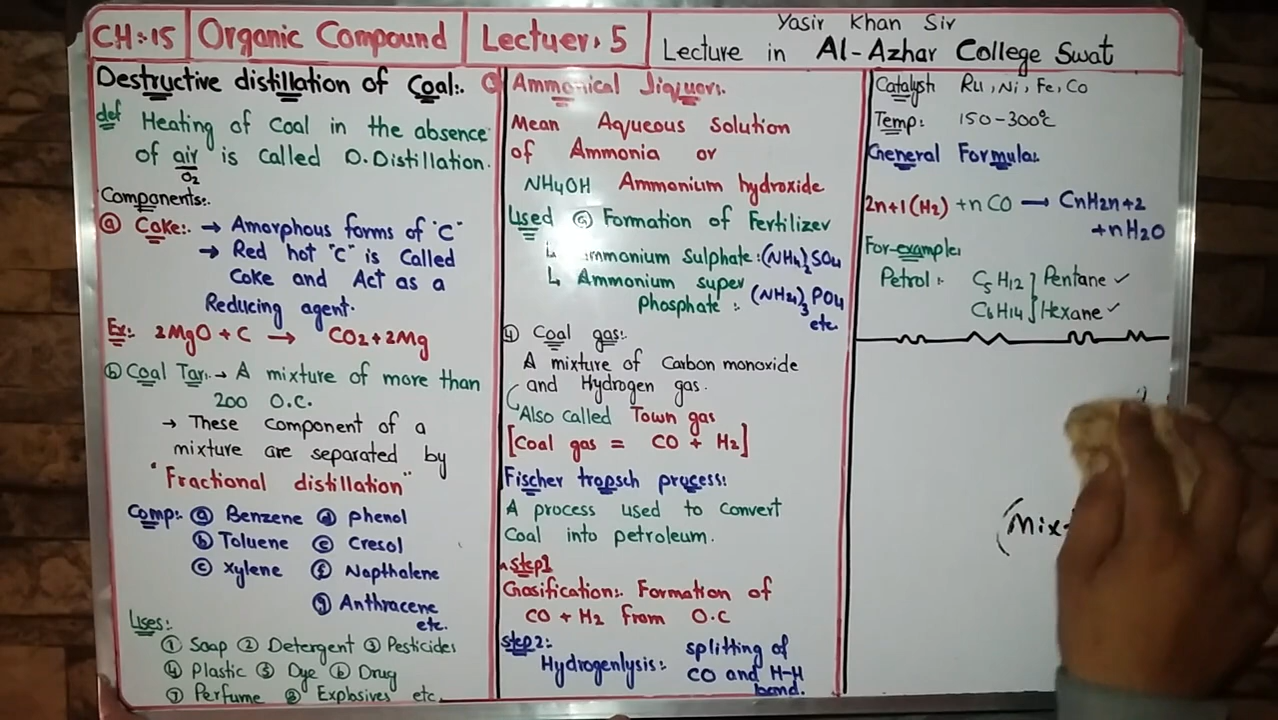 CH:15 Organic Compound Lectuer:5
Yasir Khan Sir
Lecture in Al-Azhar College Swat
Destructive distillation of Coal:.
def Heating of Coal in the absence
of air is called D.Distillation.
O2
Components:.
ⓐ Coke:. → Amorphous forms of "C"
→ Red hot "C" is Called
Coke and Act as a
Reducing agent.
Ex: 2MgO + C → CO2 + 2Mg
ⓑ Coal Tar:. → A mixture of more than
200 O.C.
→ These component of a
mixture are separated by
"Fractional distillation"
Comp: ⓐ Benzene ⓓ phenol
ⓑ Toluene ⓔ Cresol
ⓒ xylene ⓕ Napthalene
ⓖ Anthracene
etc.
Uses:
① Soap ② Detergent ③ Pesticides
④ Plastic ⑤ Dye ⑥ Drug
⑦ Perfume ⑧ Explosives etc.
Ammonical liquor:.
Mean Aqueous Solution
of Ammonia or
NH4OH Ammonium hydroxide
Used ⓐ Formation of Fertilizer
↳ mmonium Sulphate: (NH4)2SO4
↳ Ammonium super
Phosphate : (NH4)3PO4
etc.
④ Coal gas:.
A mixture of Carbon monoxide
and Hydrogen gas.
Also called Town gas
[Coal gas = CO + H2]
Fischer tropsch process:
A process used to convert
Coal into petroleum.
step1
Gasification:. Formation of
CO + H2 from O.C
step2:
Hydrogenlysis:. splitting of
CO and H-H
bond.
Catalyst: Ru, Ni, Fe, Co
Temp: 150-300°C
General Formula:.
2n+1(H2) + nCO → CnH2n+2
+nH2O
For example:
Petrol:. C5H12 ] Pentane ✓
C6H14 ] Hexane ✓
(Mix